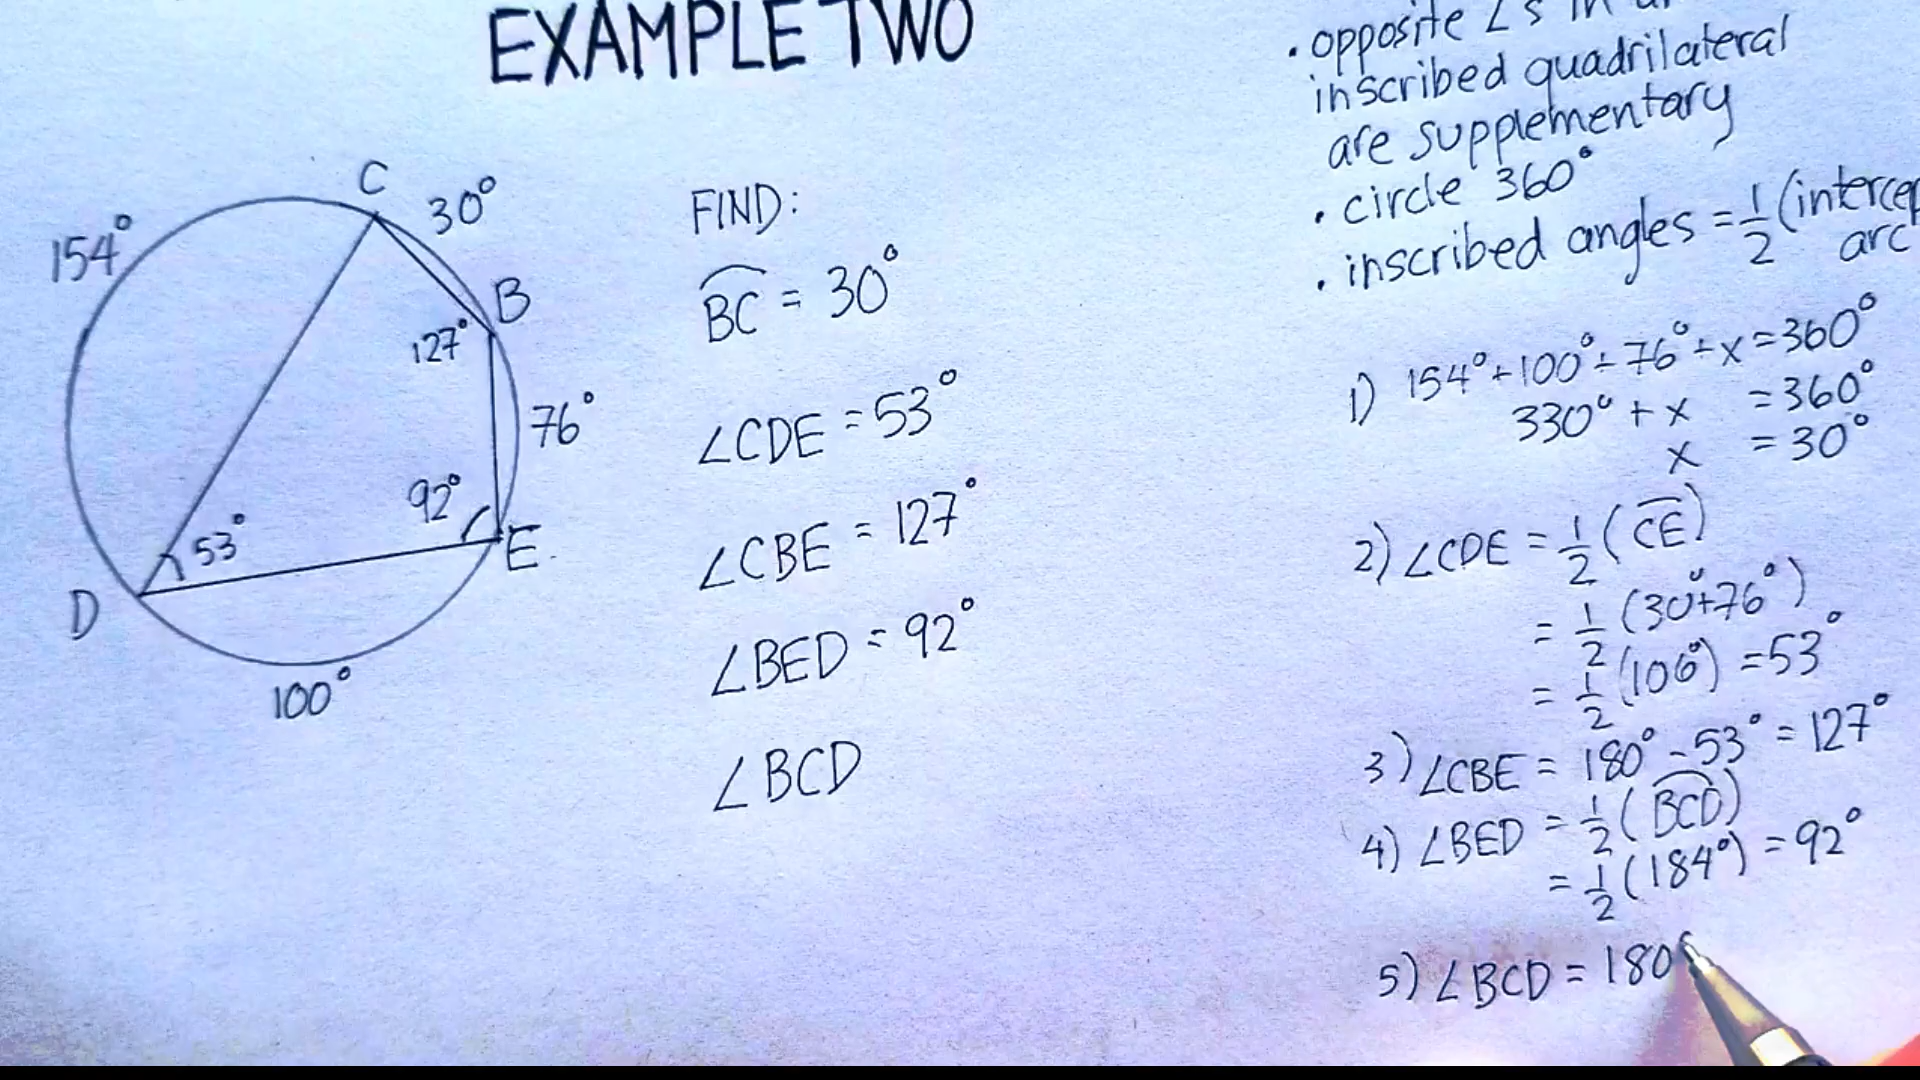 EXAMPLE TWO
C
30°
154°
B
127°
76°
92°
53°
E
D
100°
FIND:
BC = 30°
∠CDE = 53°
∠CBE = 127°
∠BED = 92°
∠BCD
• opposite ∠s in
inscribed quadrilateral
are supplementary
• circle 360°
• inscribed angles = 1/2 (intercep
arc
1) 154° + 100° + 76° + x = 360°
330° + x = 360°
x = 30°
2) ∠CDE = 1/2 (CE)
= 1/2 (30° + 76°)
= 1/2 (106°) = 53°
3) ∠CBE = 180° - 53° = 127°
4) ∠BED = 1/2 (BCD)
= 1/2 (184°) = 92°
5) ∠BCD = 180°